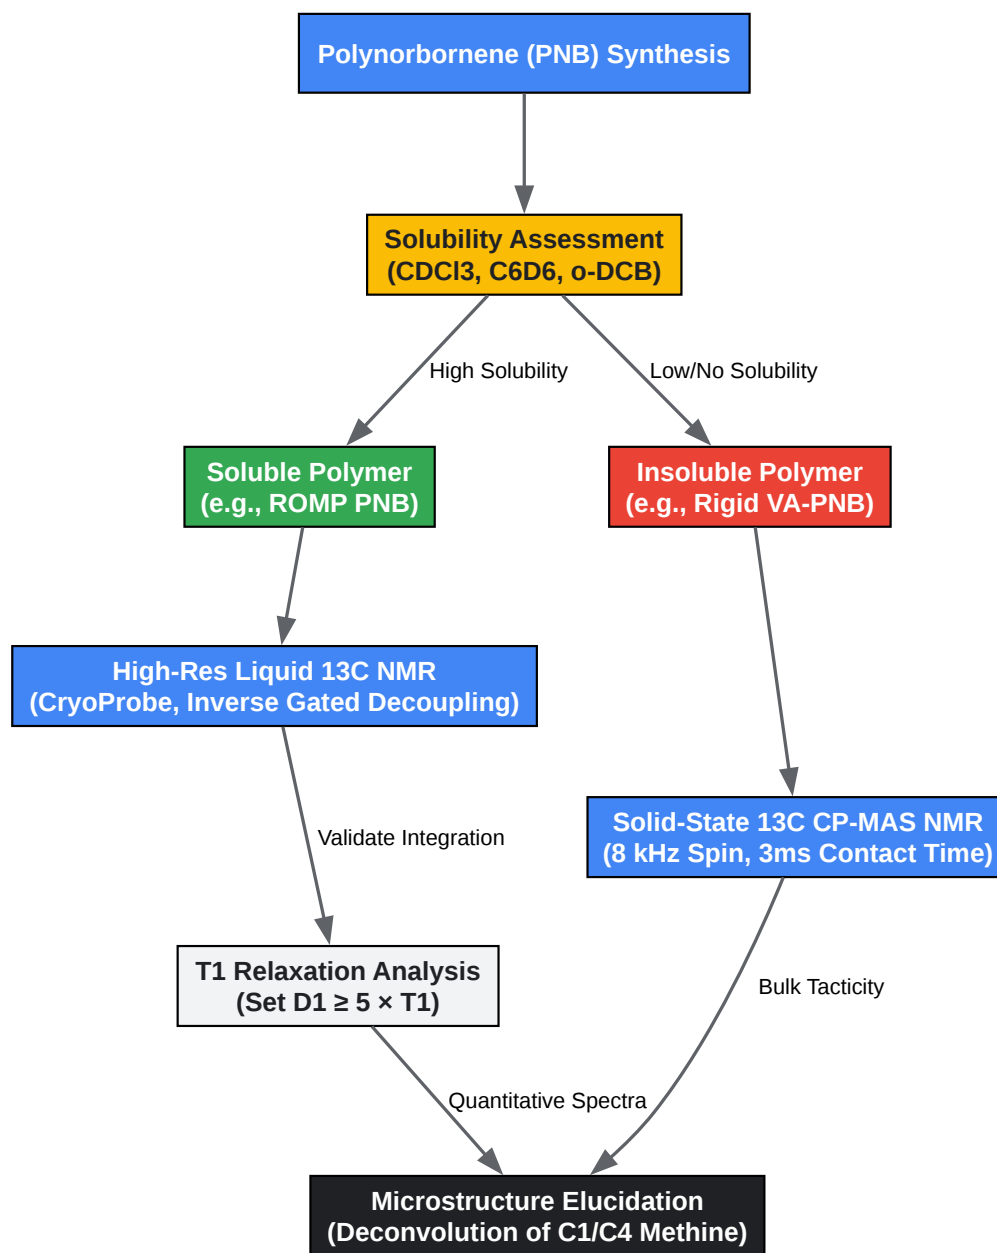 Polynorbornene (PNB) Synthesis
Solubility Assessment
(CDCl3, C6D6, o-DCB)
High Solubility
Low/No Solubility
Soluble Polymer
(e.g., ROMP PNB)
Insoluble Polymer
(e.g., Rigid VA-PNB)
High-Res Liquid 13C NMR
(CryoProbe, Inverse Gated Decoupling)
Solid-State 13C CP-MAS NMR
(8 kHz Spin, 3ms Contact Time)
Validate Integration
T1 Relaxation Analysis
(Set D1 ≥ 5 × T1)
Bulk Tacticity
Quantitative Spectra
Microstructure Elucidation
(Deconvolution of C1/C4 Methine)